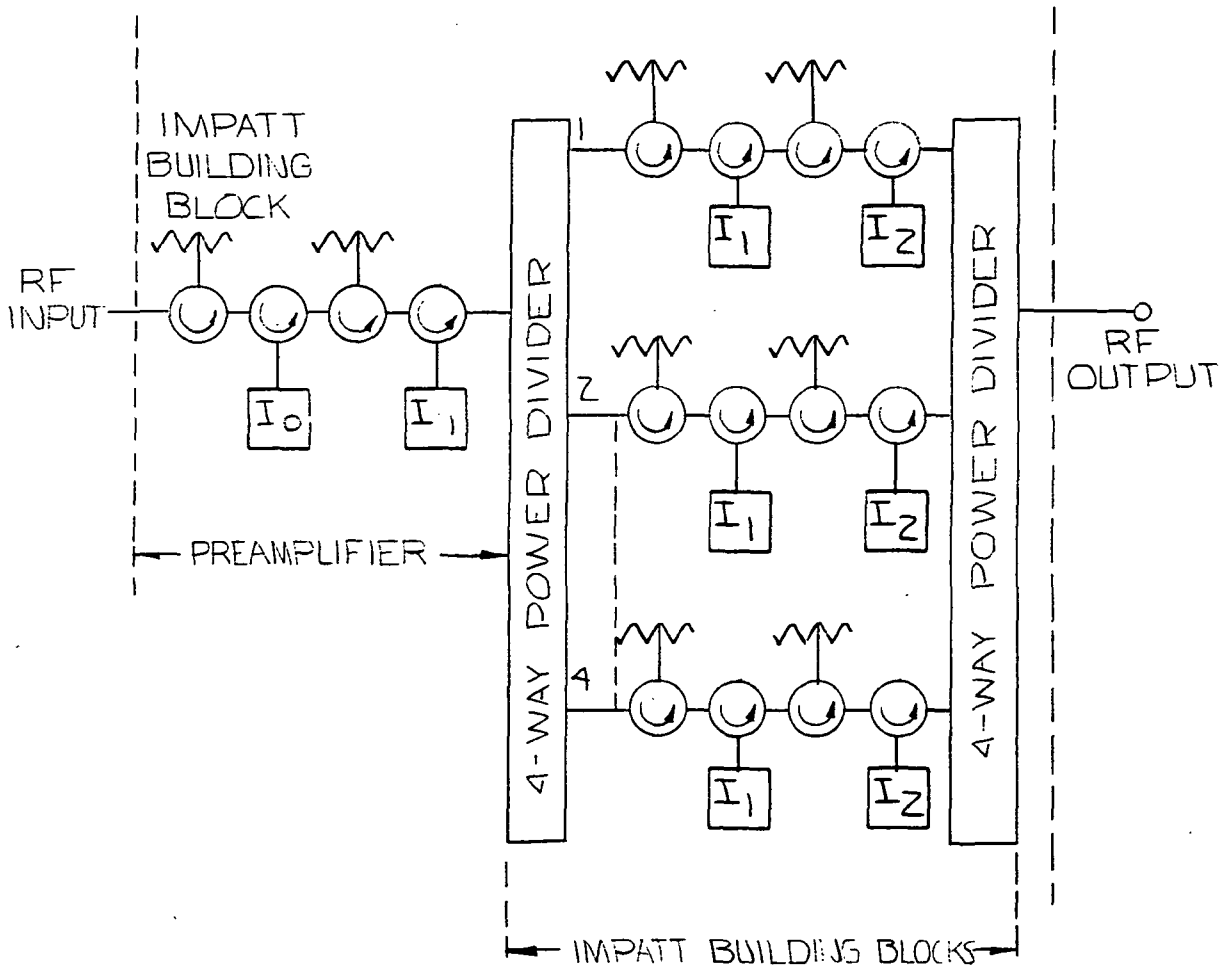 IMPATT
BUILDING
BLOCK
RF
INPUT
I0
I1
PREAMPLIFIER
4-WAY POWER DIVIDER
1
I1
I2
2
I1
I2
4
I1
I2
4-WAY POWER DIVIDER
RF
OUTPUT
IMPATT BUILDING BLOCKS